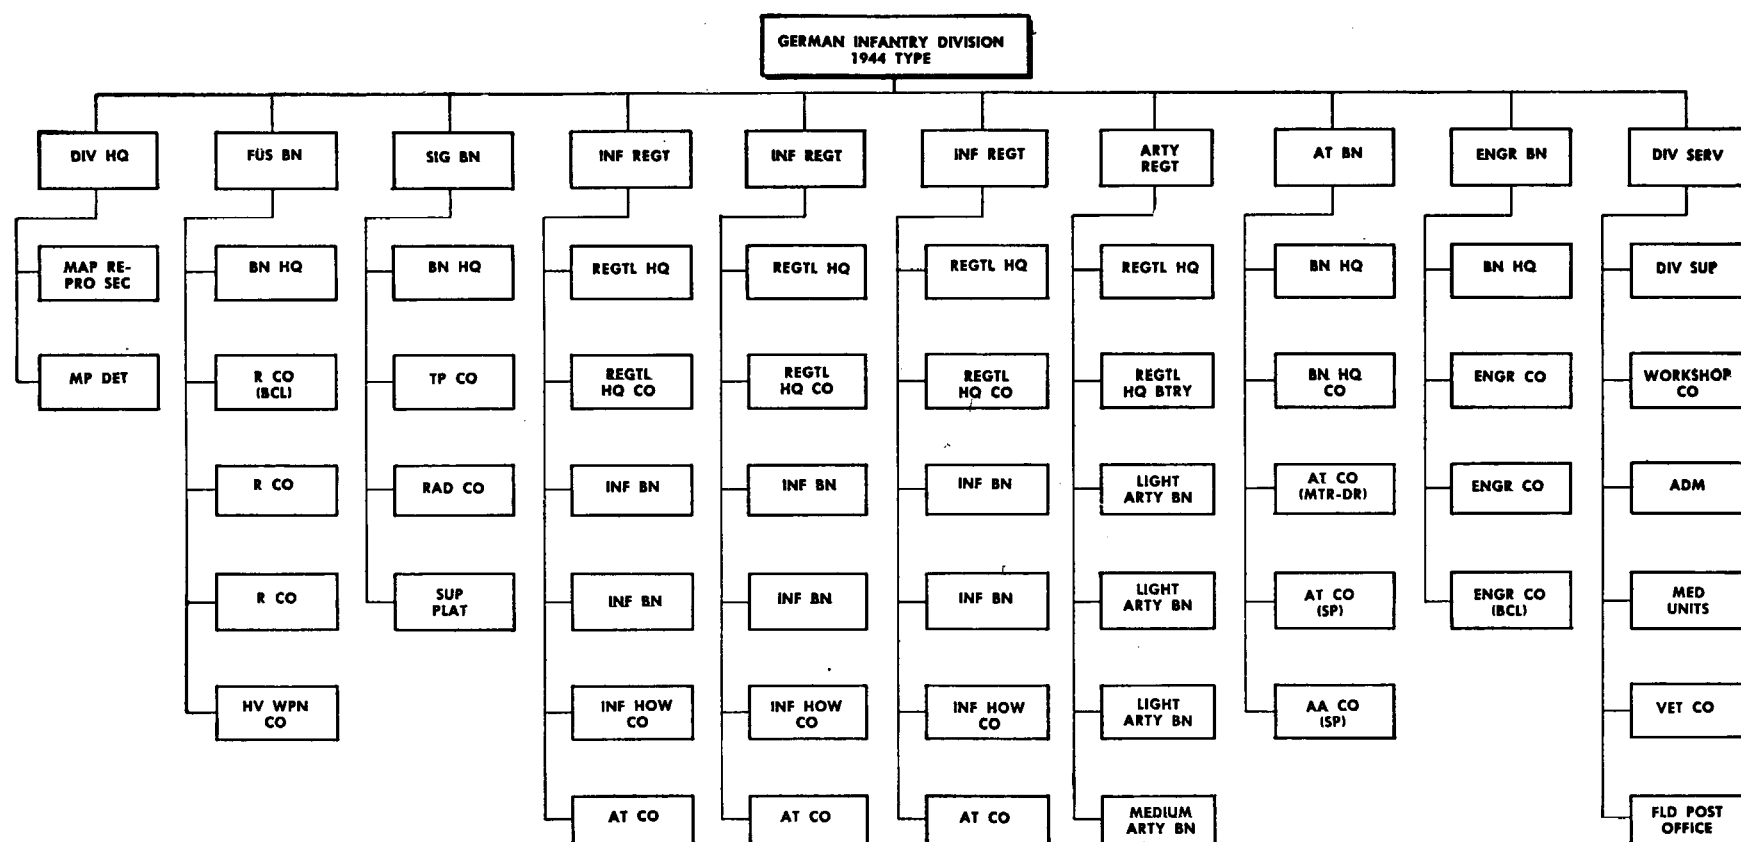 GERMAN INFANTRY DIVISION
1944 TYPE
DIV HQ
FÜS BN
SIG BN
INF REGT
INF REGT
INF REGT
ARTY
REGT
AT BN
ENGR BN
DIV SERV
MAP RE-
PRO SEC
BN HQ
BN HQ
REGTL HQ
REGTL HQ
REGTL HQ
REGTL HQ
BN HQ
BN HQ
DIV SUP
MP DET
R CO
(BCL)
TP CO
REGTL
HQ CO
REGTL
HQ CO
REGTL
HQ CO
REGTL
HQ BTRY
BN HQ
CO
ENGR CO
WORKSHOP
CO
R CO
RAD CO
INF BN
INF BN
INF BN
LIGHT
ARTY BN
AT CO
(MTR-DR)
ENGR CO
ADM
R CO
SUP
PLAT
INF BN
INF BN
INF BN
LIGHT
ARTY BN
AT CO
(SP)
ENGR CO
(BCL)
MED
UNITS
HV WPN
CO
INF HOW
CO
INF HOW
CO
INF HOW
CO
LIGHT
ARTY BN
AA CO
(SP)
VET CO
AT CO
AT CO
AT CO
MEDIUM
ARTY BN
FLD POST
OFFICE